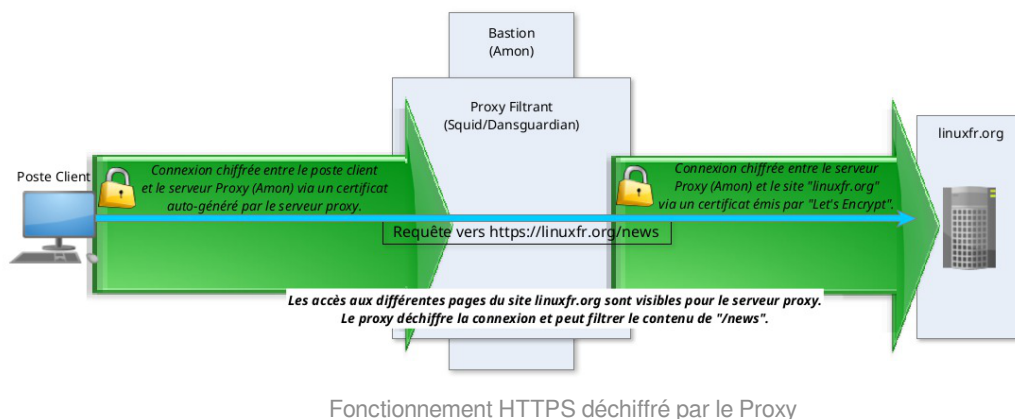 Bastion
(Amon)
Proxy Filtrant
(Squid/Dansguardian)
linuxfr.org
Poste Client
Connexion chiffrée entre le poste client
et le serveur Proxy (Amon) via un certificat
auto-généré par le serveur proxy.
Connexion chiffrée entre le serveur
Proxy (Amon) et le site "linuxfr.org"
via un certificat émis par "Let's Encrypt".
Requête vers https://linuxfr.org/news
Les accès aux différentes pages du site linuxfr.org sont visibles pour le serveur proxy.
Le proxy déchiffre la connexion et peut filtrer le contenu de "/news".
Fonctionnement HTTPS déchiffré par le Proxy